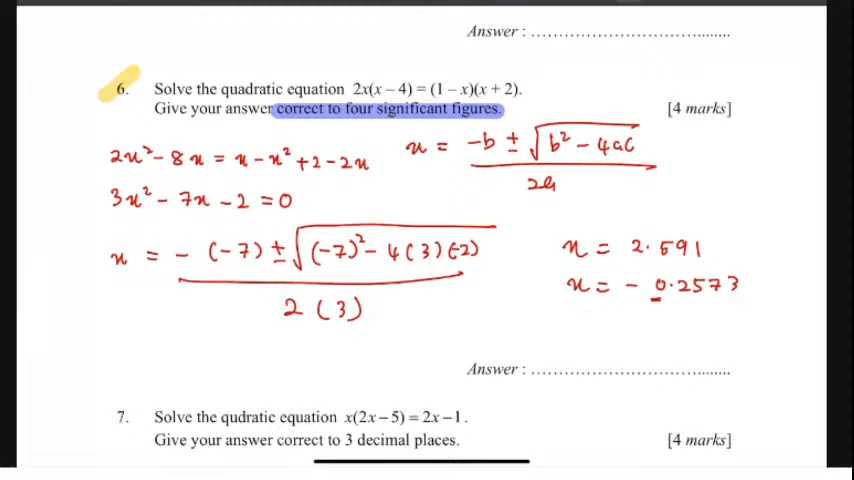 Answer : ....................................
6. Solve the quadratic equation 2x(x – 4) = (1 – x)(x + 2).
Give your answer correct to four significant figures. [4 marks]
2x² - 8x = x - x² + 2 - 2x
x = -b ± √b² - 4ac / 2a
3x² - 7x - 2 = 0
x = -(-7) ± √(-7)² - 4(3)(-2) / 2(3)
x = 2.591
x = - 0.2573
Answer : ....................................
7. Solve the qudratic equation x(2x – 5) = 2x – 1.
Give your answer correct to 3 decimal places. [4 marks]